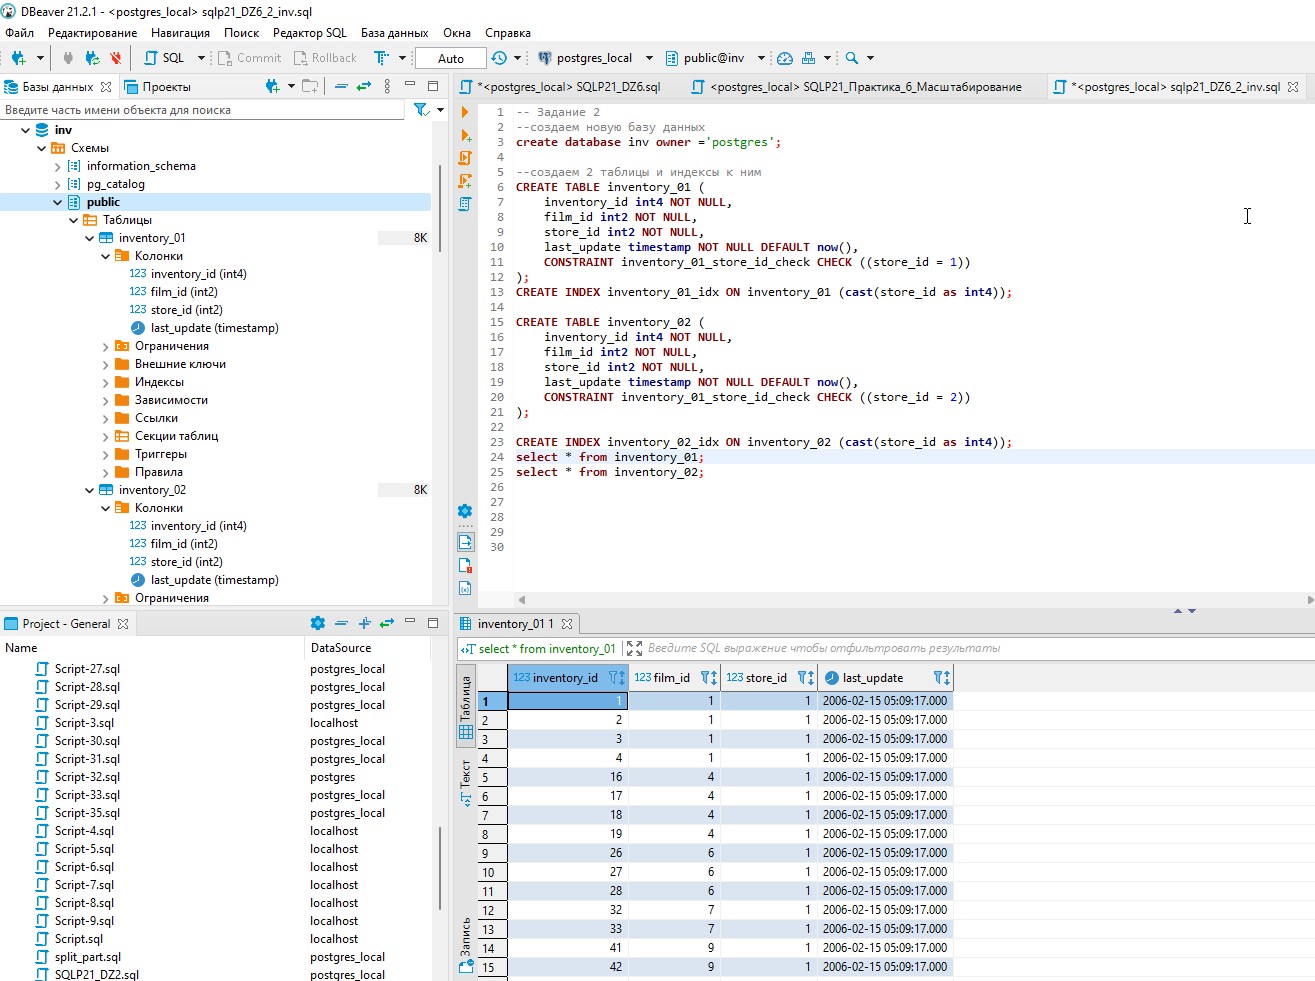 DBeaver 21.2.1 - <postgres_local> sqlp21_DZ6_2_inv.sql
Файл Редактирование Навигация Поиск Редактор SQL База данных Окна Справка
SQL Commit Rollback Auto postgres_local public@inv
Базы данных Проекты
Введите часть имени объекта для поиска
inv
Схемы
information_schema
pg_catalog
public
Таблицы
inventory_01 8K
Колонки
123 inventory_id (int4)
123 film_id (int2)
123 store_id (int2)
last_update (timestamp)
Ограничения
Внешние ключи
Индексы
Зависимости
Ссылки
Секции таблиц
Триггеры
Правила
inventory_02 8K
Колонки
123 inventory_id (int4)
123 film_id (int2)
123 store_id (int2)
last_update (timestamp)
Ограничения
Project - General
Name DataSource
Script-27.sql postgres_local
Script-28.sql postgres_local
Script-29.sql postgres_local
Script-3.sql localhost
Script-30.sql postgres_local
Script-31.sql postgres_local
Script-32.sql postgres
Script-33.sql postgres_local
Script-35.sql postgres_local
Script-4.sql localhost
Script-5.sql localhost
Script-6.sql localhost
Script-7.sql localhost
Script-8.sql localhost
Script-9.sql localhost
Script.sql localhost
split_part.sql postgres_local
SQLP21_DZ2.sql postgres_local
*<postgres_local> SQLP21_DZ6.sql <postgres_local> SQLP21_Практика_6_Масштабирование *<postgres_local> sqlp21_DZ6_2_inv.sql
1 -- Задание 2
2 --создаем новую базу данных
3 create database inv owner ='postgres';
4
5 --создаем 2 таблицы и индексы к ним
6 CREATE TABLE inventory_01 (
7 inventory_id int4 NOT NULL,
8 film_id int2 NOT NULL,
9 store_id int2 NOT NULL,
10 last_update timestamp NOT NULL DEFAULT now(),
11 CONSTRAINT inventory_01_store_id_check CHECK ((store_id = 1))
12 );
13 CREATE INDEX inventory_01_idx ON inventory_01 (cast(store_id as int4));
14
15 CREATE TABLE inventory_02 (
16 inventory_id int4 NOT NULL,
17 film_id int2 NOT NULL,
18 store_id int2 NOT NULL,
19 last_update timestamp NOT NULL DEFAULT now(),
20 CONSTRAINT inventory_01_store_id_check CHECK ((store_id = 2))
21 );
22
23 CREATE INDEX inventory_02_idx ON inventory_02 (cast(store_id as int4));
24 select * from inventory_01;
25 select * from inventory_02;
26
27
28
29
30
inventory_01 1
select * from inventory_01 Введите SQL выражение чтобы отфильтровать результаты
Таблица
Текст
Запись
123 inventory_id 123 film_id 123 store_id last_update
1 1 1 1 2006-02-15 05:09:17.000
2 2 1 1 2006-02-15 05:09:17.000
3 3 1 1 2006-02-15 05:09:17.000
4 4 1 1 2006-02-15 05:09:17.000
5 16 4 1 2006-02-15 05:09:17.000
6 17 4 1 2006-02-15 05:09:17.000
7 18 4 1 2006-02-15 05:09:17.000
8 19 4 1 2006-02-15 05:09:17.000
9 26 6 1 2006-02-15 05:09:17.000
10 27 6 1 2006-02-15 05:09:17.000
11 28 6 1 2006-02-15 05:09:17.000
12 32 7 1 2006-02-15 05:09:17.000
13 33 7 1 2006-02-15 05:09:17.000
14 41 9 1 2006-02-15 05:09:17.000
15 42 9 1 2006-02-15 05:09:17.000